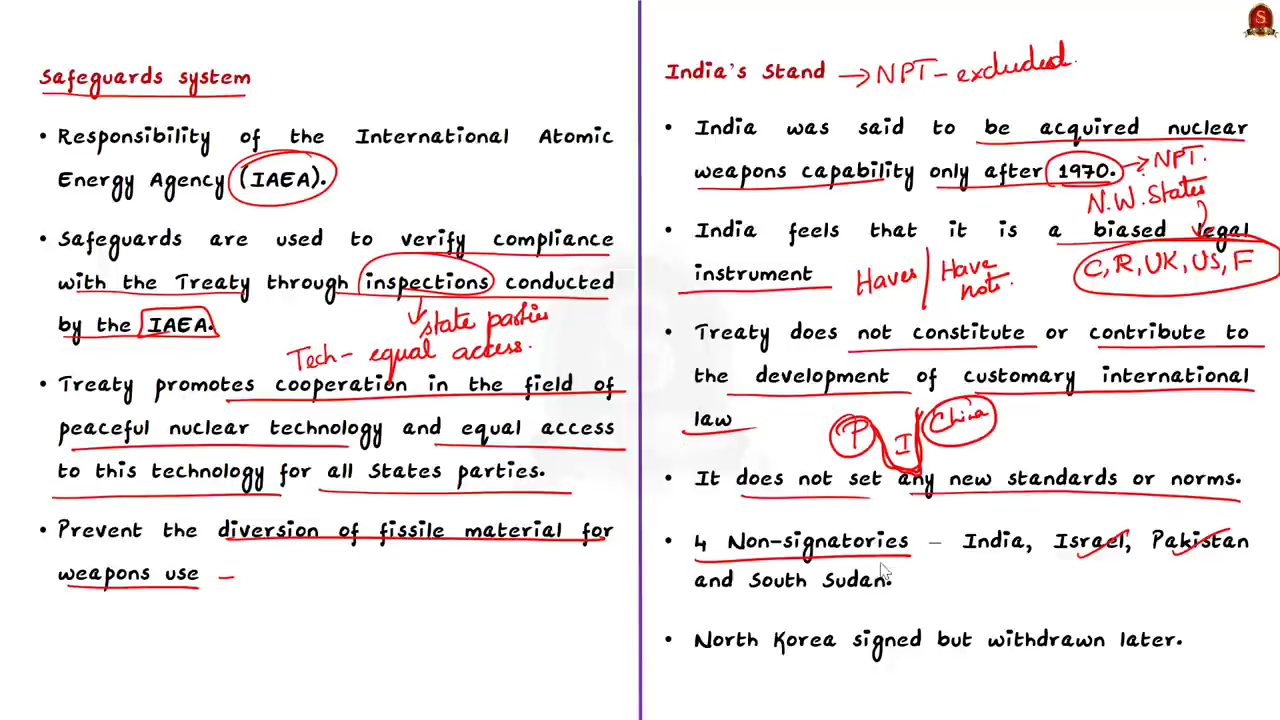 Safeguards system
• Responsibility of the International Atomic
Energy Agency (IAEA).
• Safeguards are used to verify compliance
with the Treaty through inspections conducted
by the IAEA.
state parties
Tech- equal access.
• Treaty promotes cooperation in the field of
peaceful nuclear technology and equal access
to this technology for all States parties.
• Prevent the diversion of fissile material for
weapons use –
India's Stand → NPT - excluded.
• India was said to be acquired nuclear
weapons capability only after 1970. → NPT.
N.W. States
• India feels that it is a biased legal
instrument
Haves | Have not.
C, R, UK, US, F
• Treaty does not constitute or contribute to
the development of customary international
law
P I China
• It does not set any new standards or norms.
• 4 Non-signatories – India, Israel, Pakistan
and South Sudan.
• North Korea signed but withdrawn later.
S